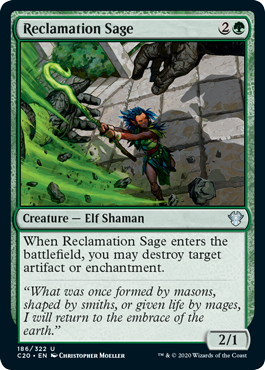 Reclamation Sage 2
Creature — Elf Shaman
When Reclamation Sage enters the
battlefield, you may destroy target
artifact or enchantment.
“What was once formed by masons,
shaped by smiths, or given life by mages,
I will return to the embrace of the
earth.”
2/1
186/322 U
C20 • EN Christopher Moeller ™ & © 2020 Wizards of the Coast